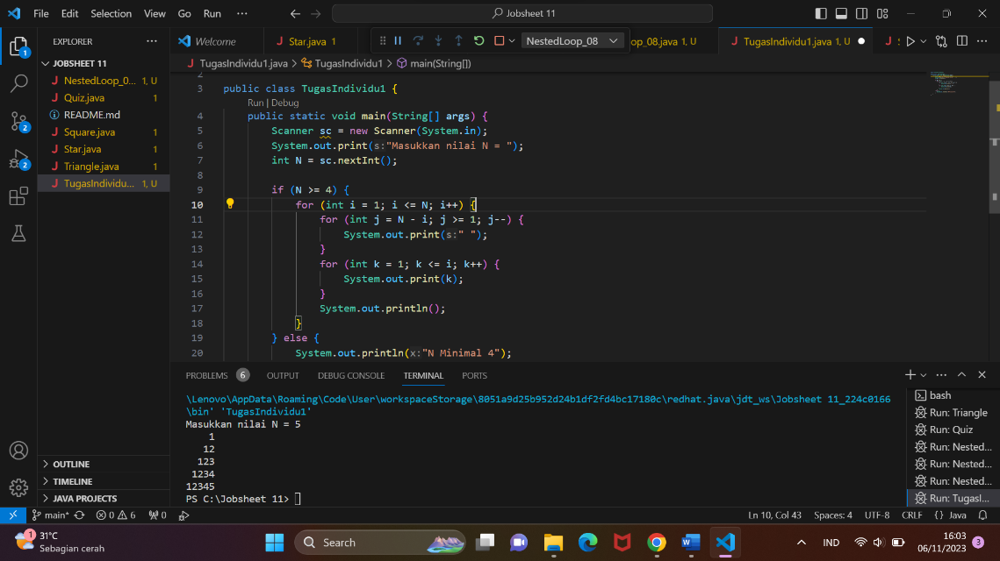 File Edit Selection View Go Run ··· Jobsheet 11
EXPLORER ···
JOBSHEET 11
NestedLoop_0... 1, U
Quiz.java 1
README.md
Square.java 1
Star.java 1
Triangle.java 1
TugasIndividu... 1, U
OUTLINE
TIMELINE
JAVA PROJECTS
1
2
2
Welcome Star.java 1 NestedLoop_08 op_08.java 1, U TugasIndividu1.java 1, U
TugasIndividu1.java > TugasIndividu1 > main(String[])
2
3 public class TugasIndividu1 {
Run | Debug
4 public static void main(String[] args) {
5 Scanner sc = new Scanner(System.in);
6 System.out.print(s:"Masukkan nilai N = ");
7 int N = sc.nextInt();
8
9 if (N >= 4) {
10 for (int i = 1; i <= N; i++) {
11 for (int j = N - i; j >= 1; j--) {
12 System.out.print(s:" ");
13 }
14 for (int k = 1; k <= i; k++) {
15 System.out.print(k);
16 }
17 System.out.println();
18 }
19 } else {
20 System.out.println(x:"N Minimal 4");
PROBLEMS 6 OUTPUT DEBUG CONSOLE TERMINAL PORTS
\Lenovo\AppData\Roaming\Code\User\workspaceStorage\8051a9d25b952d24b1df2fd4bc17180c\redhat.java\jdt_ws\Jobsheet 11_224c0166
\bin' 'TugasIndividu1'
Masukkan nilai N = 5
1
12
123
1234
12345
PS C:\Jobsheet 11>
bash
Run: Triangle
Run: Quiz
Run: Nested...
Run: Nested...
Run: Nested...
Run: TugasI...
main* 0 6 0 Ln 10, Col 43 Spaces: 4 UTF-8 CRLF {} Java
1 31°C
Sebagian cerah
Search
IND
16:03
06/11/2023
3